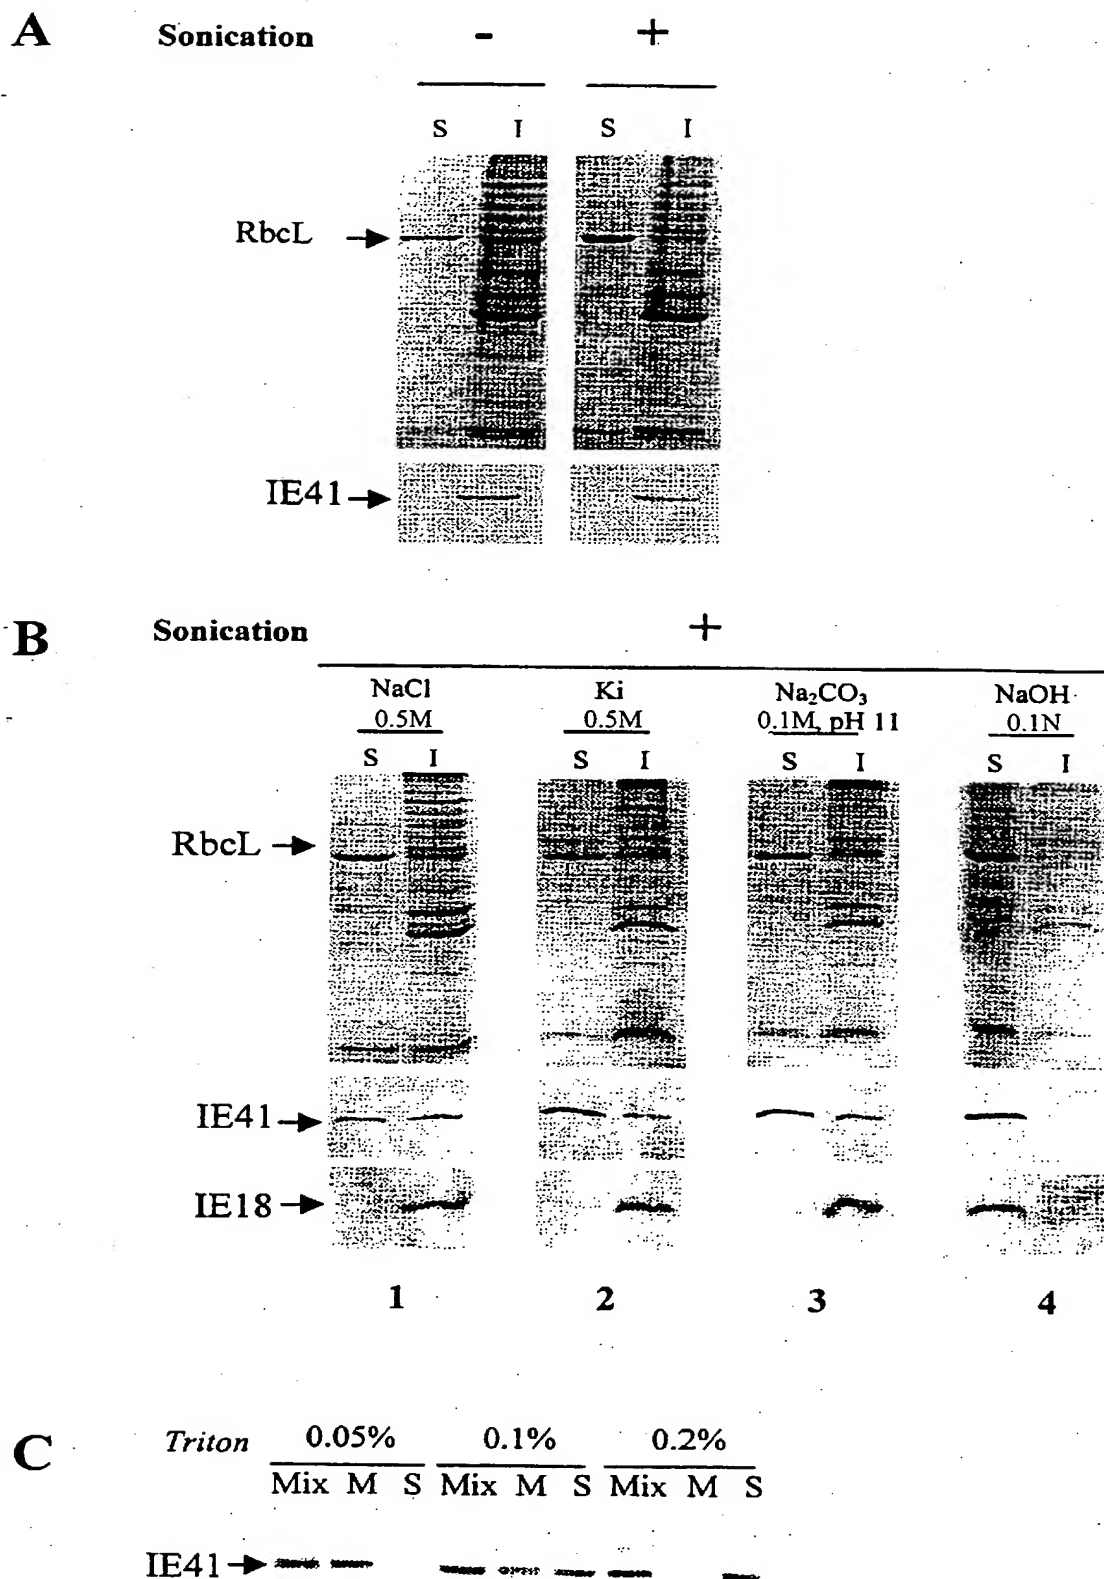 A Sonication - +
S I S I
RbcL
IE41
B Sonication +
NaCl Ki Na₂CO₃ NaOH
0.5M 0.5M 0.1M, pH 11 0.1N
S I S I S I S I
RbcL
IE41
IE18
1 2 3 4
C Triton 0.05% 0.1% 0.2%
Mix M S Mix M S Mix M S
IE41